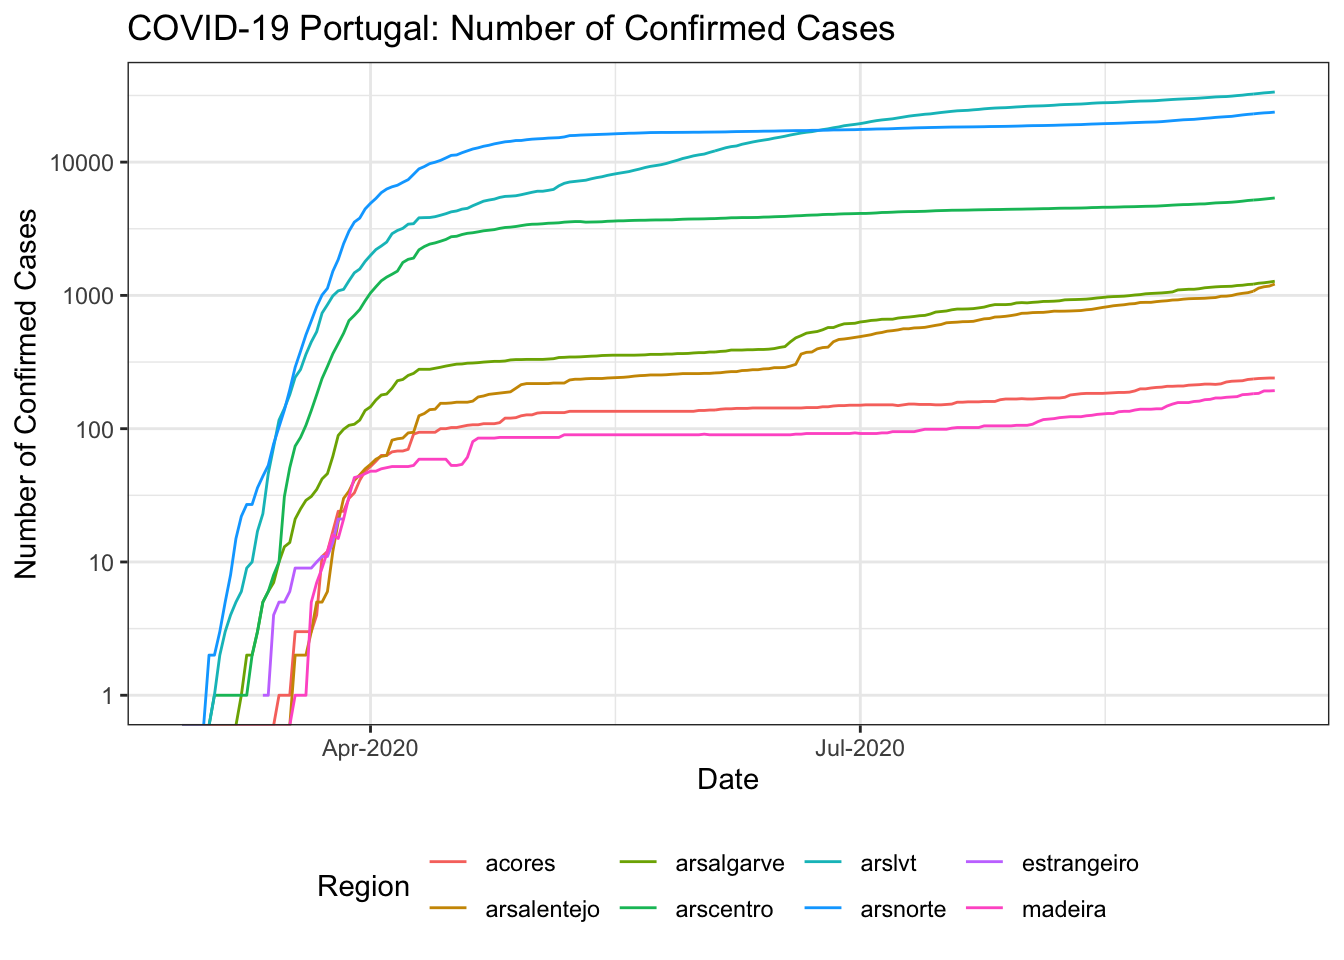 COVID-19 Portugal: Number of Confirmed Cases
Number of Confirmed Cases
10000
1000
100
10
1
Apr-2020 Jul-2020
Date
Region
acores arsalgarve arslvt estrangeiro
arsalentejo arscentro arsnorte madeira